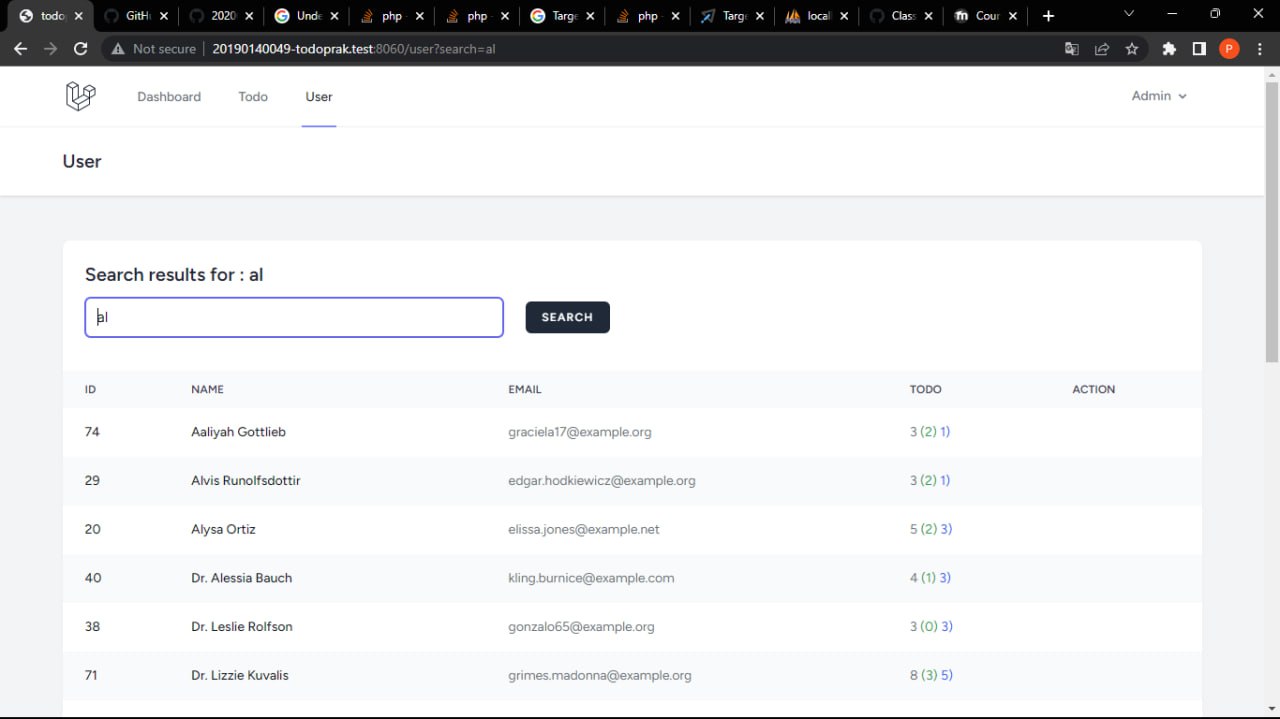 todop GitHu 2020 Unde php - php - Targe php - Targe local Class Cour
Not secure 20190140049-todoprak.test:8060/user?search=al P
Dashboard Todo User Admin
User
Search results for : al
al SEARCH
ID NAME EMAIL TODO ACTION
74 Aaliyah Gottlieb graciela17@example.org 3 (2) 1)
29 Alvis Runolfsdottir edgar.hodkiewicz@example.org 3 (2) 1)
20 Alysa Ortiz elissa.jones@example.net 5 (2) 3)
40 Dr. Alessia Bauch kling.burnice@example.com 4 (1) 3)
38 Dr. Leslie Rolfson gonzalo65@example.org 3 (0) 3)
71 Dr. Lizzie Kuvalis grimes.madonna@example.org 8 (3) 5)